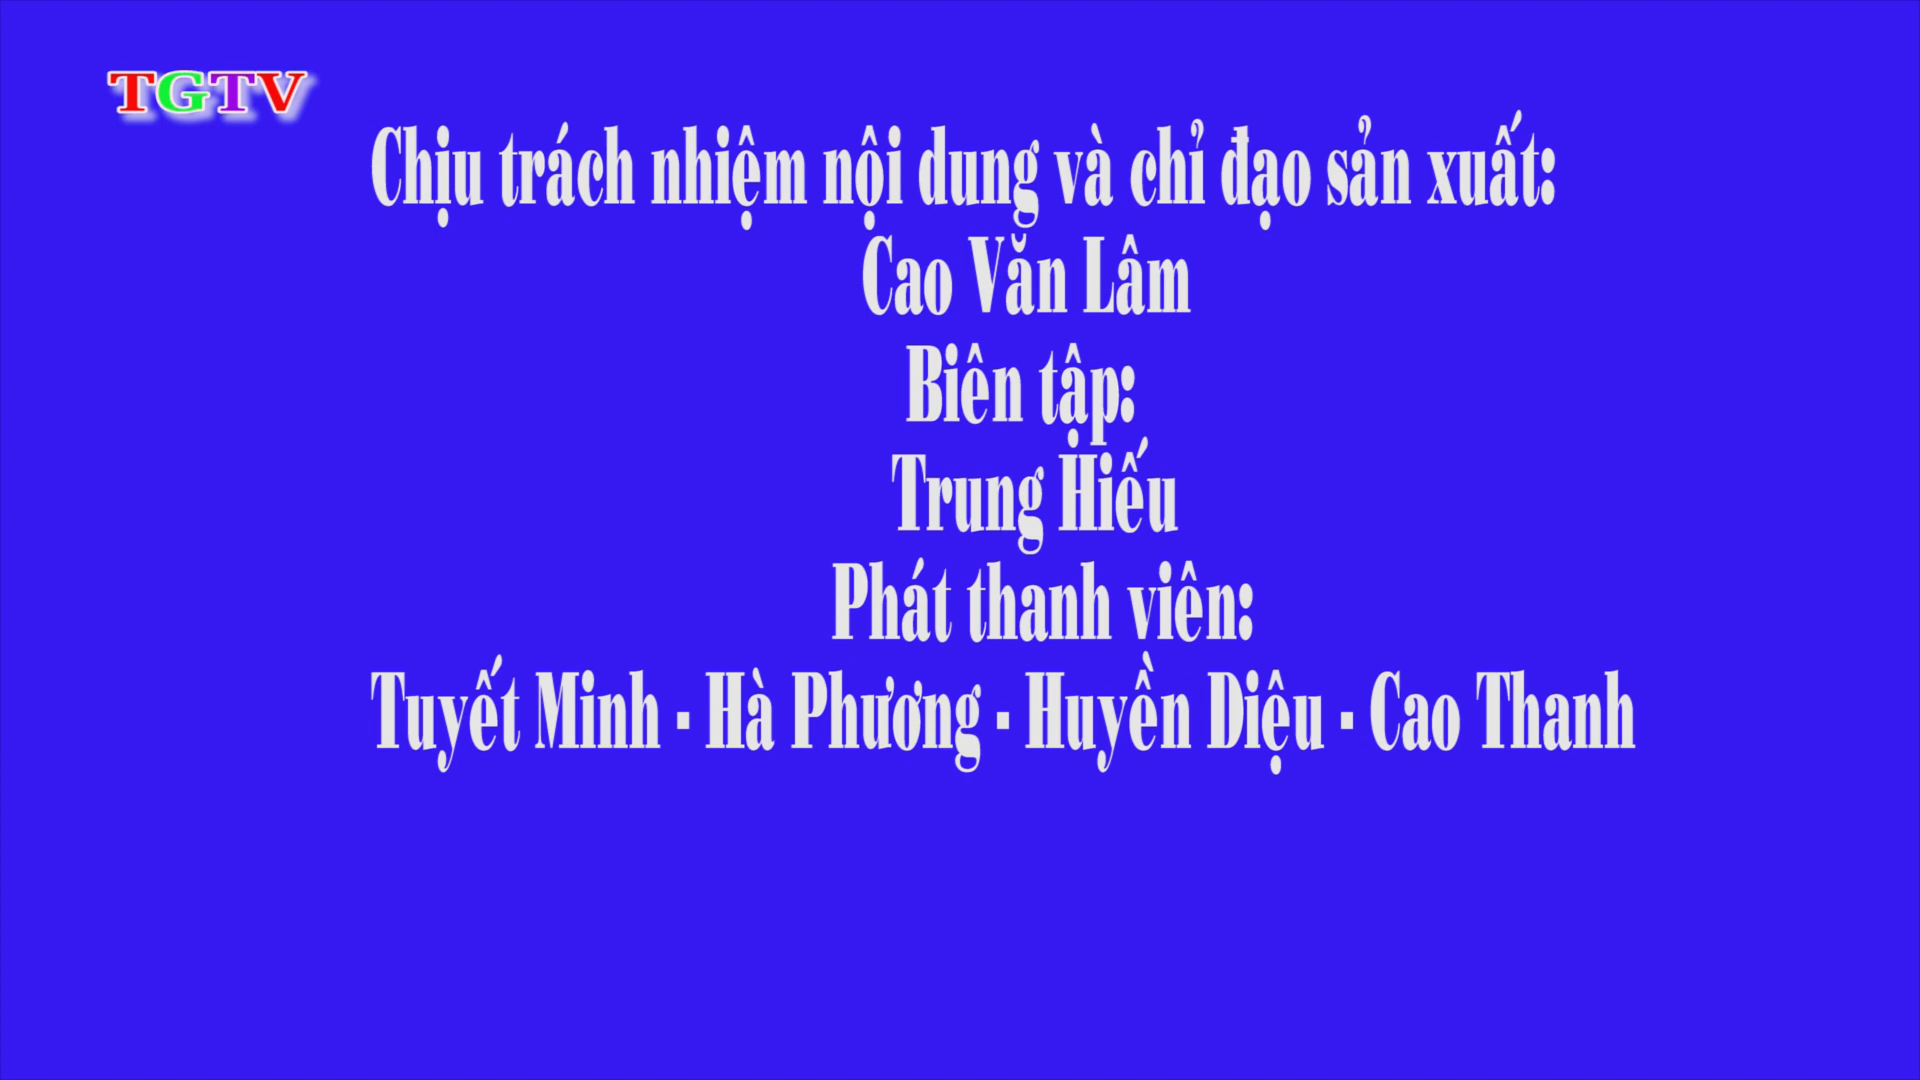 TGTV
Chịu trách nhiệm nội dung và chỉ đạo sản xuất:
Cao Văn Lâm
Biên tập:
Trung Hiếu
Phát thanh viên:
Tuyết Minh - Hà Phương - Huyền Diệu - Cao Thanh